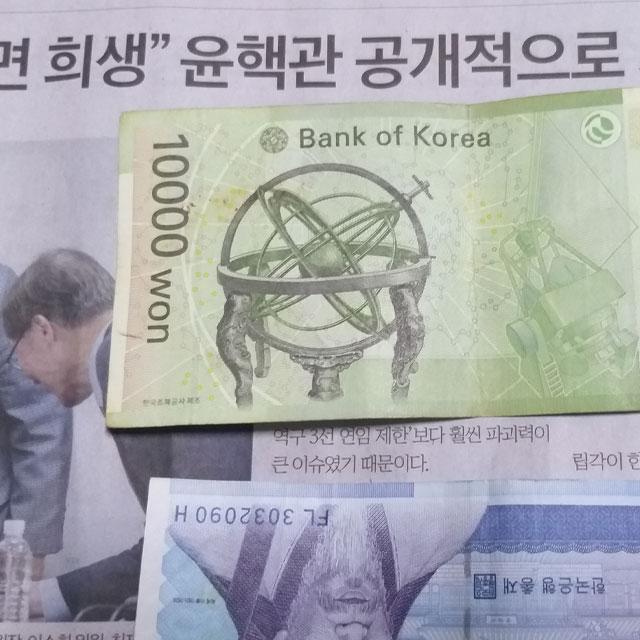 면 희생” 윤핵관 공개적으로
Bank of Korea
10000 won
한국조폐공사 제조
역구 3선 연임 제한’보다 훨씬 파괴력이
큰 이슈였기 때문이다.
립각이 한
FL 3032090 H
한국은행 총재